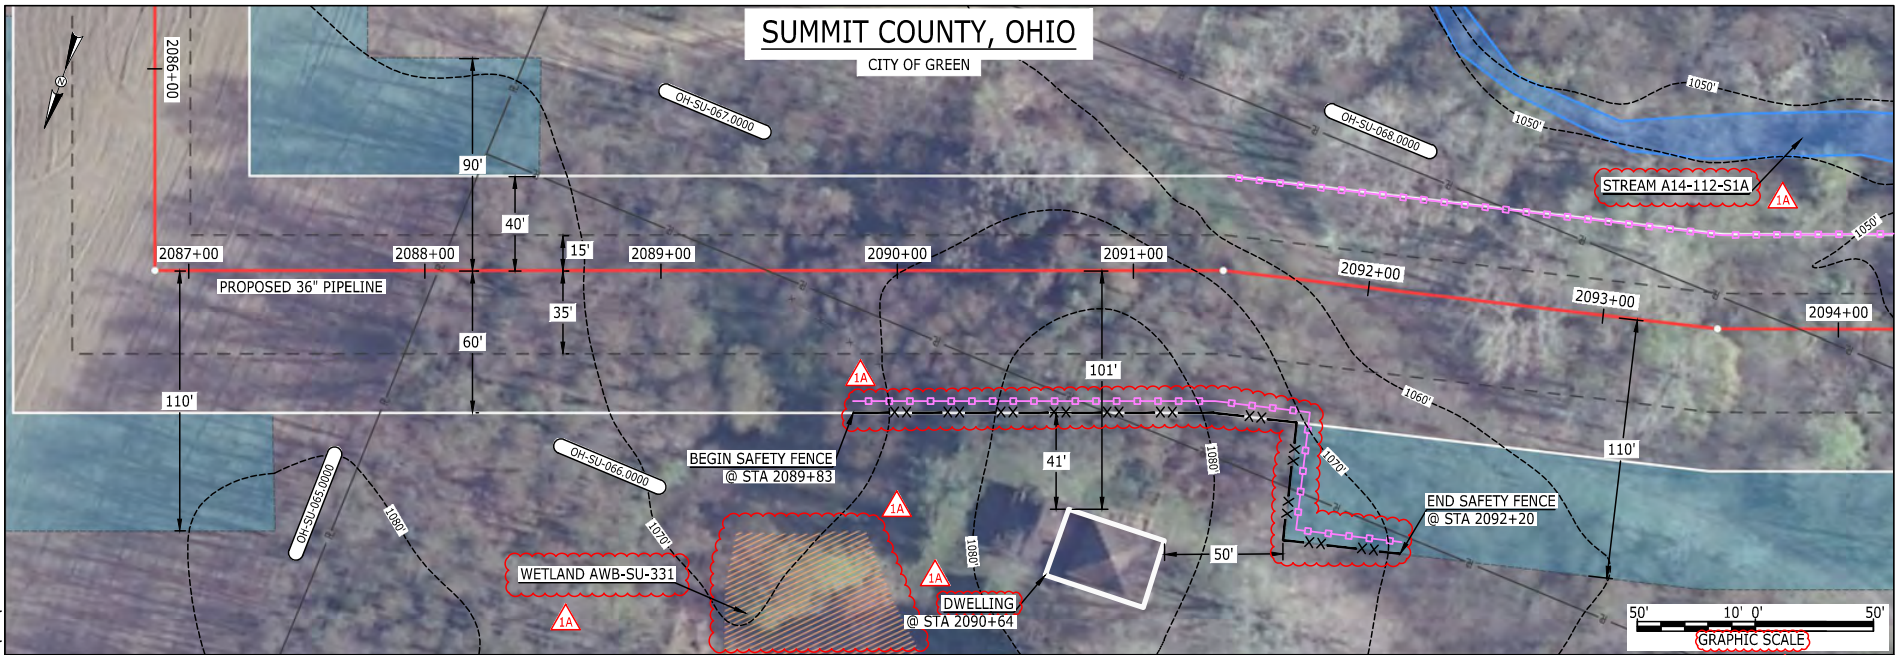 SUMMIT COUNTY, OHIO
CITY OF GREEN
2086+00
N
OH-SU-067.0000
OH-SU-068.0000
1050'
1050'
STREAM A14-112-S1A
1A
1050'
90'
40'
15'
2087+00
2088+00
2089+00
2090+00
2091+00
2092+00
2093+00
2094+00
PROPOSED 36" PIPELINE
35'
60'
110'
101'
1A
1060'
110'
BEGIN SAFETY FENCE
@ STA 2089+83
41'
1080'
1070'
OH-SU-065.0000
OH-SU-066.0000
1080'
1070'
1A
END SAFETY FENCE
@ STA 2092+20
1080'
50'
WETLAND AWB-SU-331
1A
1A
DWELLING
@ STA 2090+64
50' 10' 0' 50'
GRAPHIC SCALE